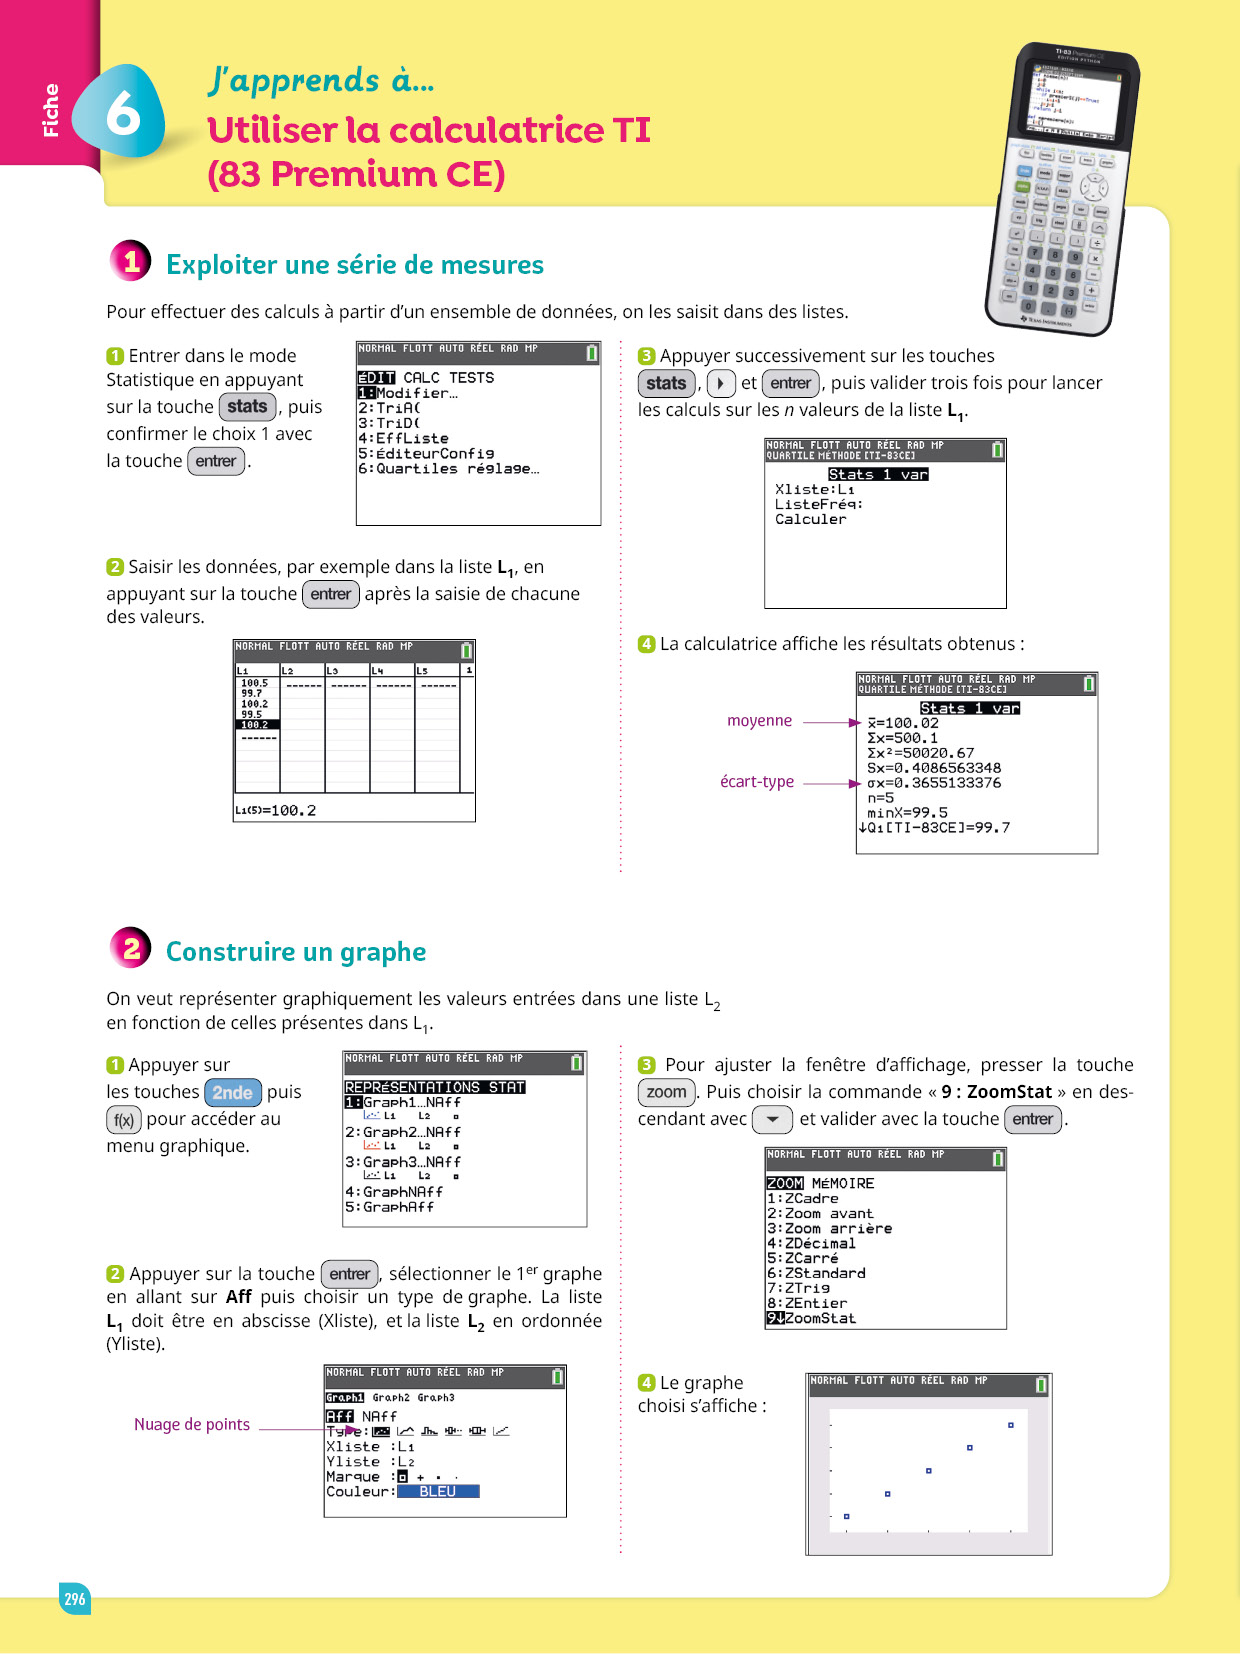 Fiche
6
J'apprends à...
Utiliser la calculatrice TI
(83 Premium CE)
TI-83 Premium CE
EDITION PYTHON
TEXAS INSTRUMENTS
1 Exploiter une série de mesures
Pour effectuer des calculs à partir d'un ensemble de données, on les saisit dans des listes.
1 Entrer dans le mode
Statistique en appuyant
sur la touche stats, puis
confirmer le choix 1 avec
la touche entrer.
NORMAL FLOTT AUTO RÉEL RAD MP
ÉDIT CALC TESTS
1:Modifier…
2:TriA(
3:TriD(
4:EffListe
5:éditeurConfig
6:Quartiles réglage…
2 Saisir les données, par exemple dans la liste L1, en
appuyant sur la touche entrer après la saisie de chacune
des valeurs.
NORMAL FLOTT AUTO RÉEL RAD MP
L1 L2 L3 L4 L5 1
100.5 ------ ------ ------ ------
99.7
100.2
99.5
100.2
------
L1(5)=100.2
3 Appuyer successivement sur les touches
stats, et entrer, puis valider trois fois pour lancer
les calculs sur les n valeurs de la liste L1.
NORMAL FLOTT AUTO RÉEL RAD MP
QUARTILE MÉTHODE [TI-83CE]
Stats 1 var
Xliste:L1
ListeFréq:
Calculer
4 La calculatrice affiche les résultats obtenus :
NORMAL FLOTT AUTO RÉEL RAD MP
QUARTILE MÉTHODE [TI-83CE]
Stats 1 var
moyenne
x̄=100.02
Σx=500.1
Σx²=50020.67
Sx=0.4086563348
écart-type
σx=0.3655133376
n=5
minX=99.5
↓Q1[TI-83CE]=99.7
2 Construire un graphe
On veut représenter graphiquement les valeurs entrées dans une liste L2
en fonction de celles présentes dans L1.
1 Appuyer sur
les touches 2nde puis
f(x) pour accéder au
menu graphique.
NORMAL FLOTT AUTO RÉEL RAD MP
REPRÉSENTATIONS STAT
1:Graph1…NAff
L1 L2
2:Graph2…NAff
L1 L2
3:Graph3…NAff
L1 L2
4:GraphNAff
5:GraphAff
2 Appuyer sur la touche entrer, sélectionner le 1er graphe
en allant sur Aff puis choisir un type de graphe. La liste
L1 doit être en abscisse (Xliste), et la liste L2 en ordonnée
(Yliste).
NORMAL FLOTT AUTO RÉEL RAD MP
Graph1 Graph2 Graph3
Aff NAff
Nuage de points
Type:
Xliste :L1
Yliste :L2
Marque :
Couleur: BLEU
3 Pour ajuster la fenêtre d'affichage, presser la touche
zoom. Puis choisir la commande « 9 : ZoomStat » en des-
cendant avec et valider avec la touche entrer.
NORMAL FLOTT AUTO RÉEL RAD MP
ZOOM MÉMOIRE
1:ZCadre
2:Zoom avant
3:Zoom arrière
4:ZDécimal
5:ZCarré
6:ZStandard
7:ZTrig
8:ZEntier
9↓ZoomStat
4 Le graphe
choisi s'affiche :
NORMAL FLOTT AUTO RÉEL RAD MP
296